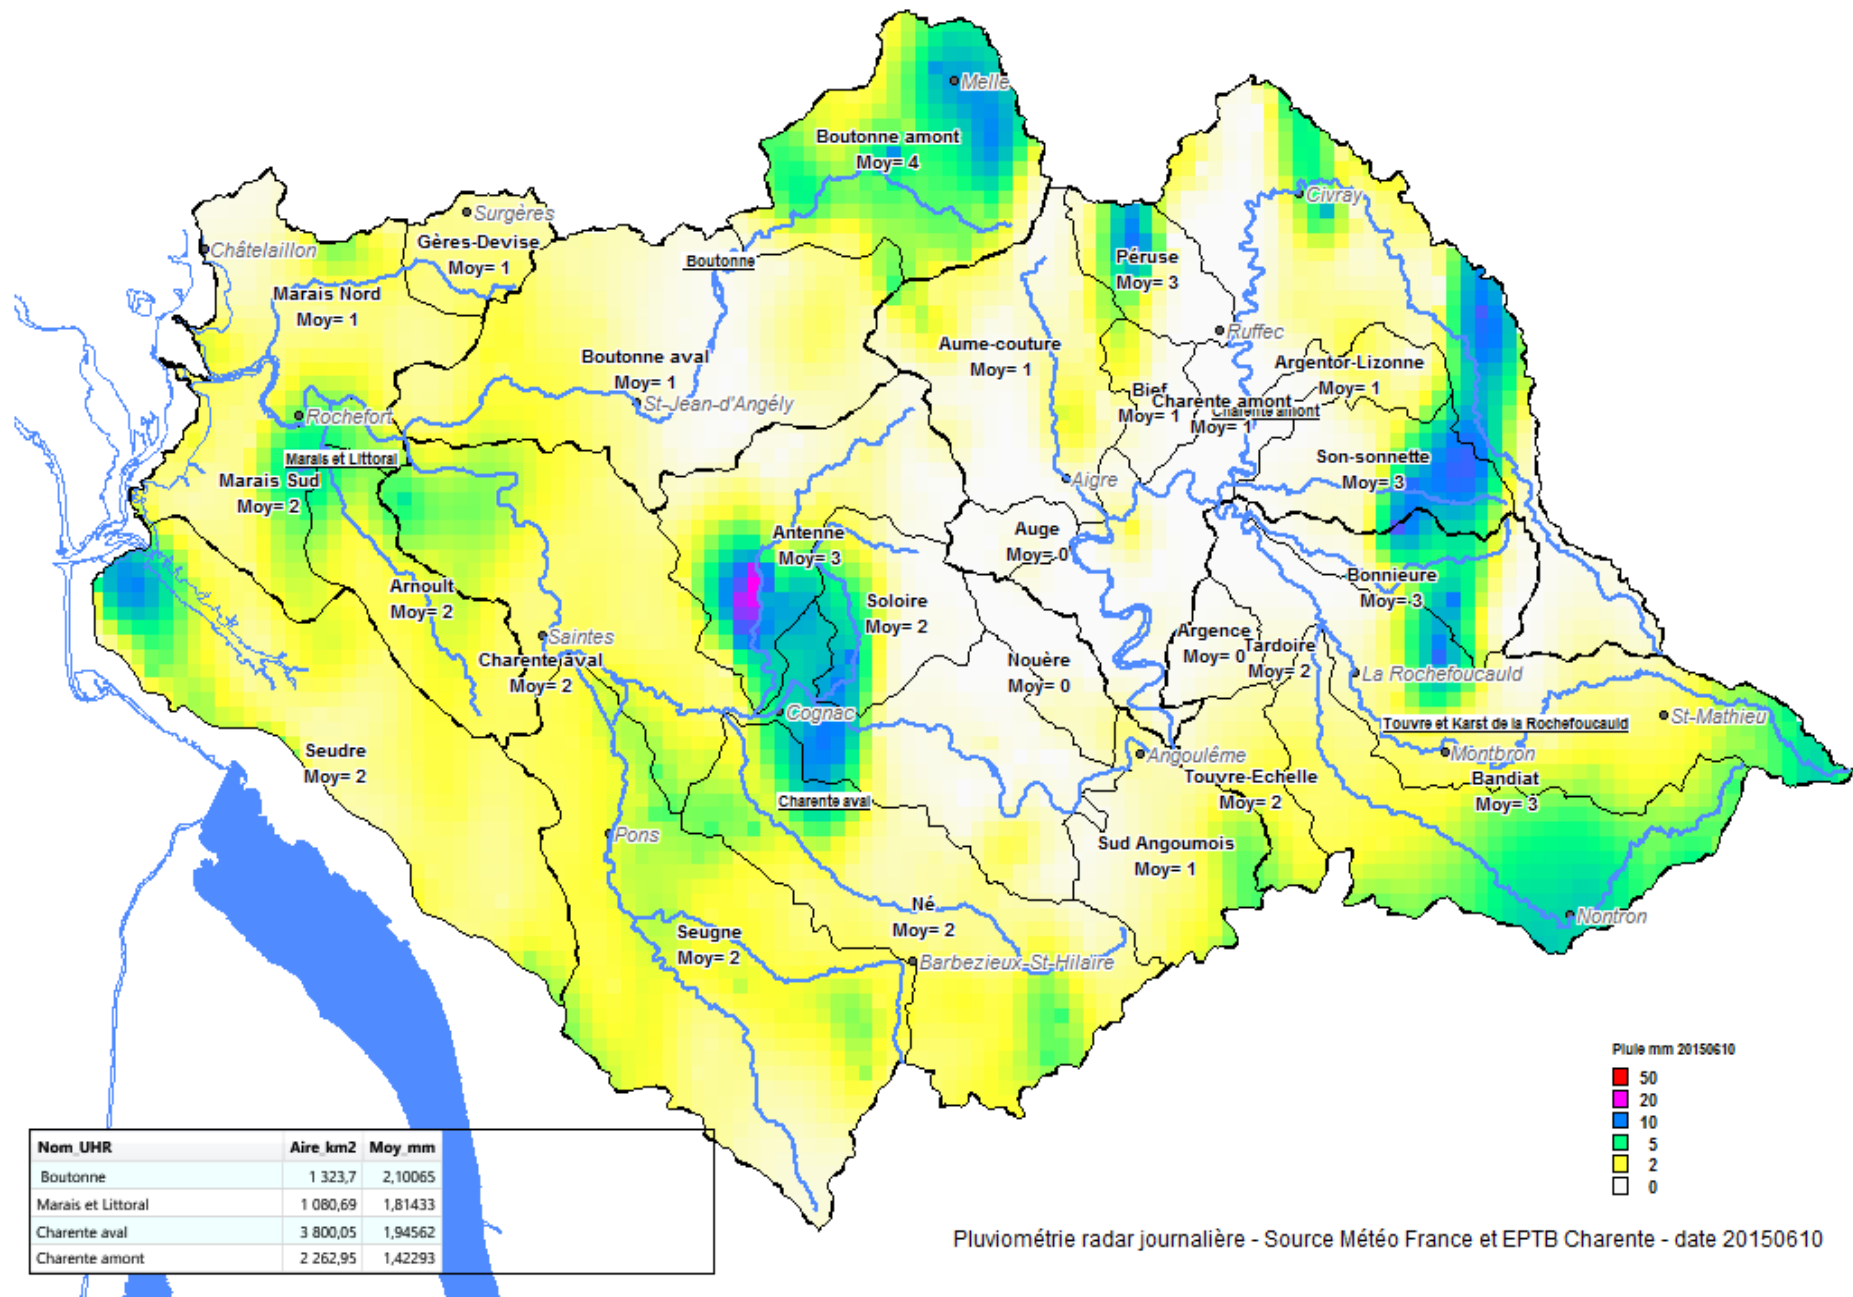 Melle
Boutonne amont
Moy= 4
Civray
Surgères
Châtelaillon
Gères-Devise
Moy= 1
Boutonne
Péruse
Moy= 3
Marais Nord
Moy= 1
Ruffec
Aume-couture
Moy= 1
Boutonne aval
Moy= 1
Argentor-Lizonne
Moy= 1
Bief
Moy= 1
Charente amont
Moy= 1
Charente amont
St-Jean-d'Angély
Rochefort
Marais et Littoral
Son-sonnette
Moy= 3
Marais Sud
Moy= 2
Aigre
Antenne
Moy= 3
Auge
Moy= 0
Arnoult
Moy= 2
Bonnieure
Moy= 3
Soloire
Moy= 2
Saintes
Argence
Moy= 0
Tardoire
Moy= 2
Charente aval
Moy= 2
Nouère
Moy= 0
La Rochefoucauld
Cognac
Touvre et Karst de la Rochefoucauld
St-Mathieu
Seudre
Moy= 2
Angoulême
Montbron
Touvre-Echelle
Moy= 2
Bandiat
Moy= 3
Charente aval
Pons
Sud Angoumois
Moy= 1
Né
Moy= 2
Nontron
Seugne
Moy= 2
Barbezieux-St-Hilaire
Pluie mm 20150610
50
20
10
5
2
0
Nom_UHR Aire_km2 Moy_mm
Boutonne 1 323,7 2,10065
Marais et Littoral 1 080,69 1,81433
Charente aval 3 800,05 1,94562
Charente amont 2 262,95 1,42293
Pluviométrie radar journalière - Source Météo France et EPTB Charente - date 20150610